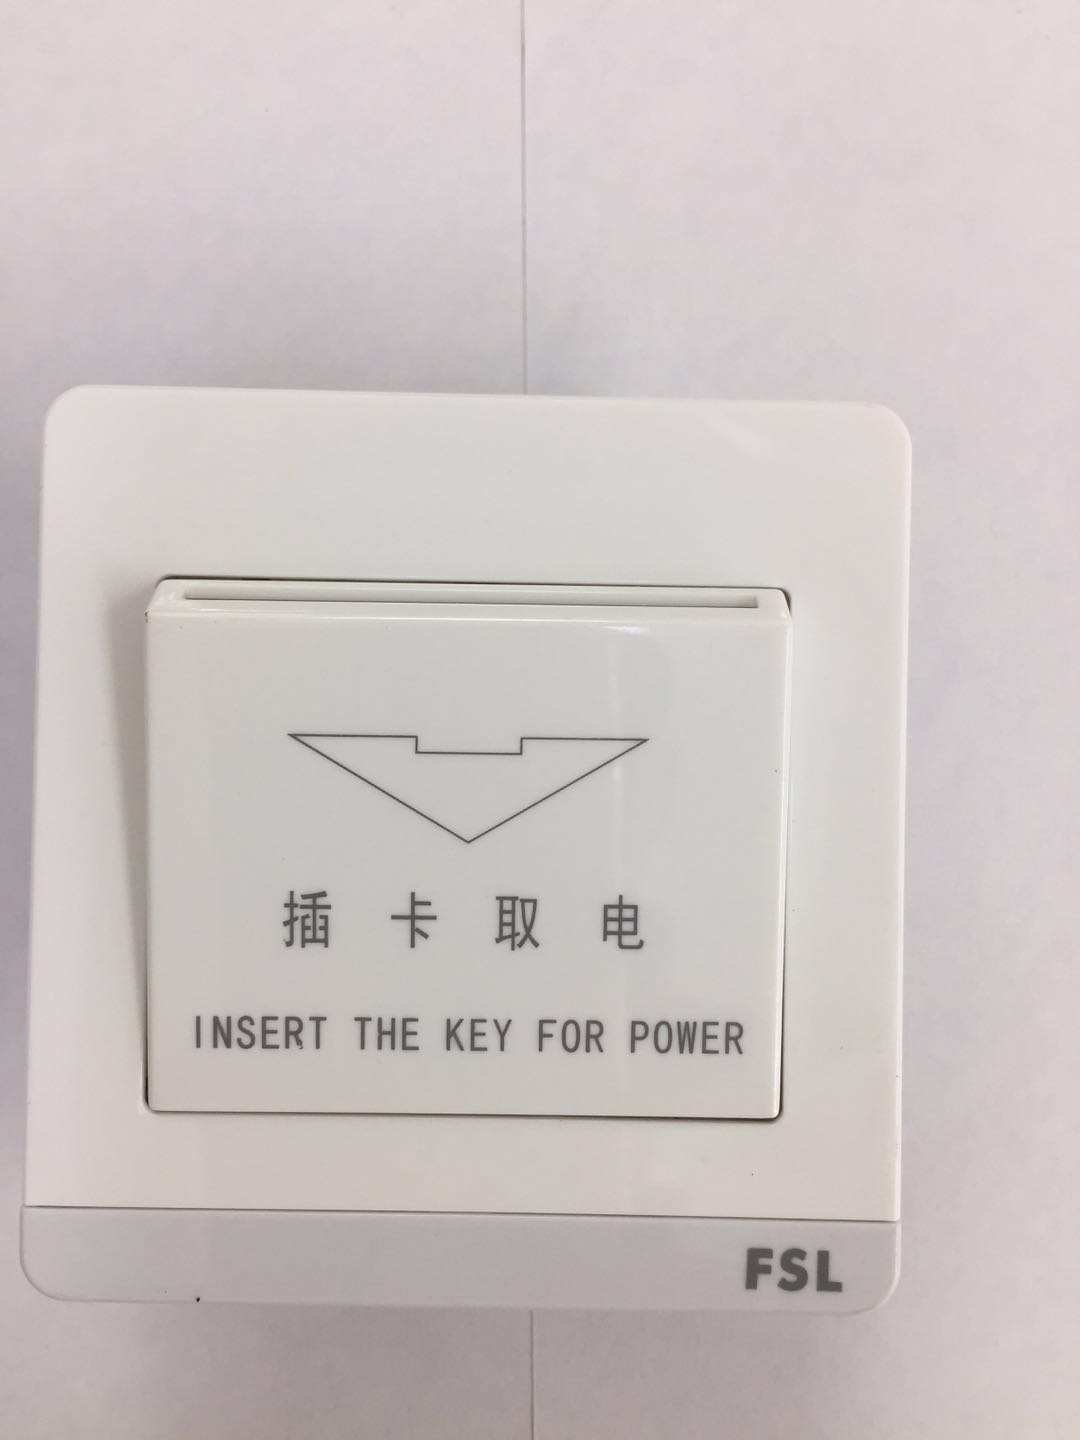 插卡取电
INSERT THE KEY FOR POWER
FSL